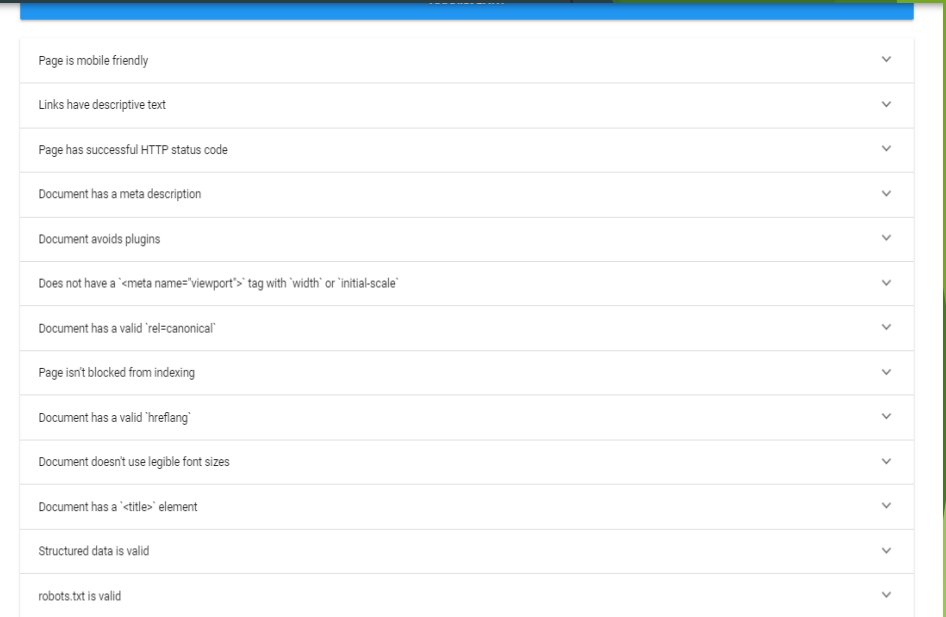 Page is mobile friendly
Links have descriptive text
Page has successful HTTP status code
Document has a meta description
Document avoids plugins
Does not have a `<meta name="viewport">` tag with `width` or `initial-scale`
Document has a valid `rel=canonical`
Page isn't blocked from indexing
Document has a valid `hreflang`
Document doesn't use legible font sizes
Document has a `<title>` element
Structured data is valid
robots.txt is valid